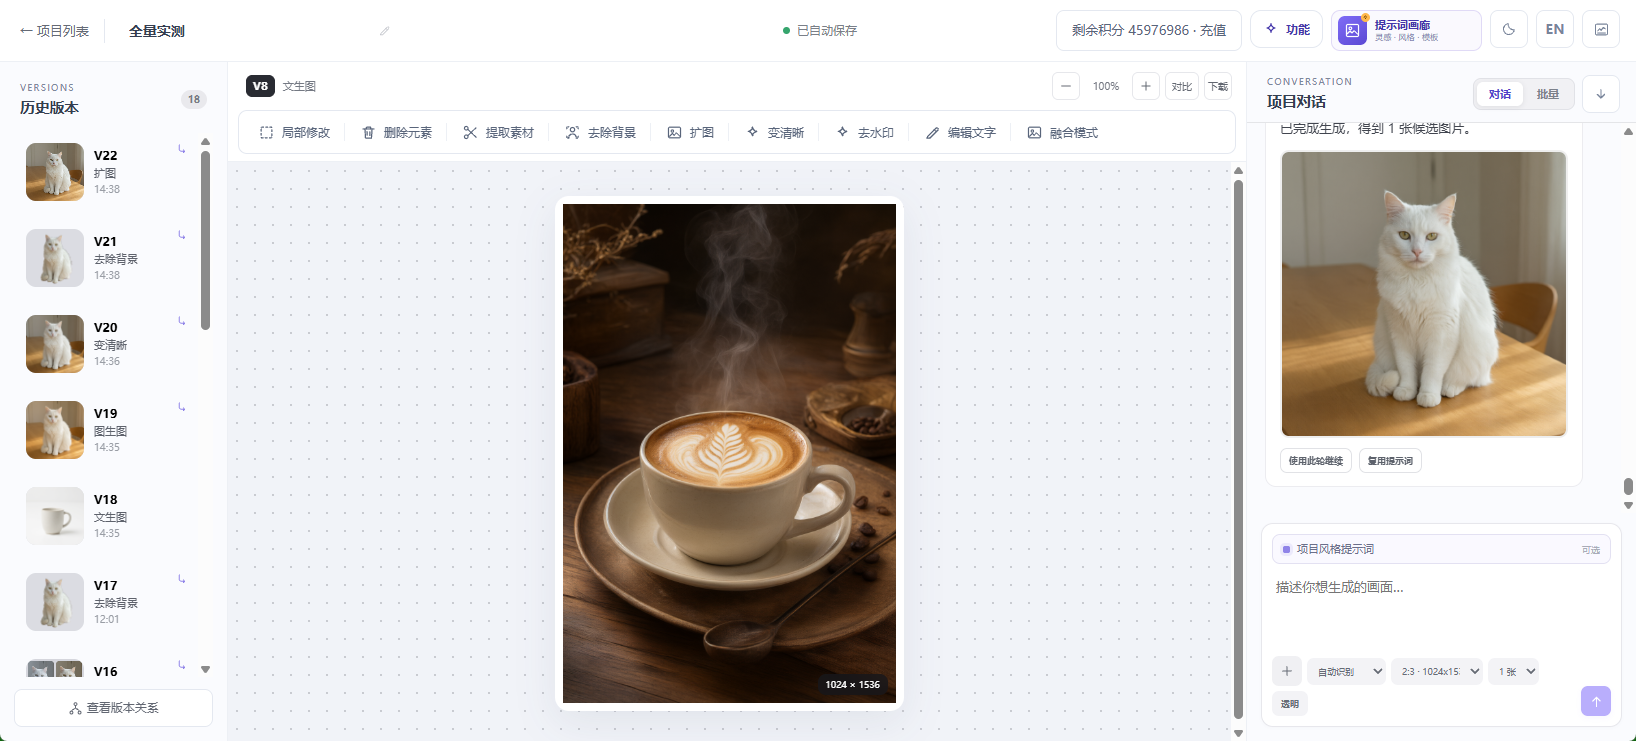 ← 项目列表
全量实测
已自动保存
剩余积分 45976986 · 充值
功能
提示词画廊
灵感 · 风格 · 模板
EN
VERSIONS
历史版本
18
V22
扩图
14:38
V21
去除背景
14:38
V20
变清晰
14:36
V19
图生图
14:35
V18
文生图
14:35
V17
去除背景
12:01
V16
查看版本关系
V8 文生图
100%
对比
下载
局部修改
删除元素
提取素材
去除背景
扩图
变清晰
去水印
编辑文字
融合模式
1024 × 1536
CONVERSATION
项目对话
对话
批量
已完成生成，得到 1 张候选图片。
使用此轮继续
复用提示词
项目风格提示词
可选
描述你想生成的画面...
自动识别
2:3 · 1024x15
1 张
透明